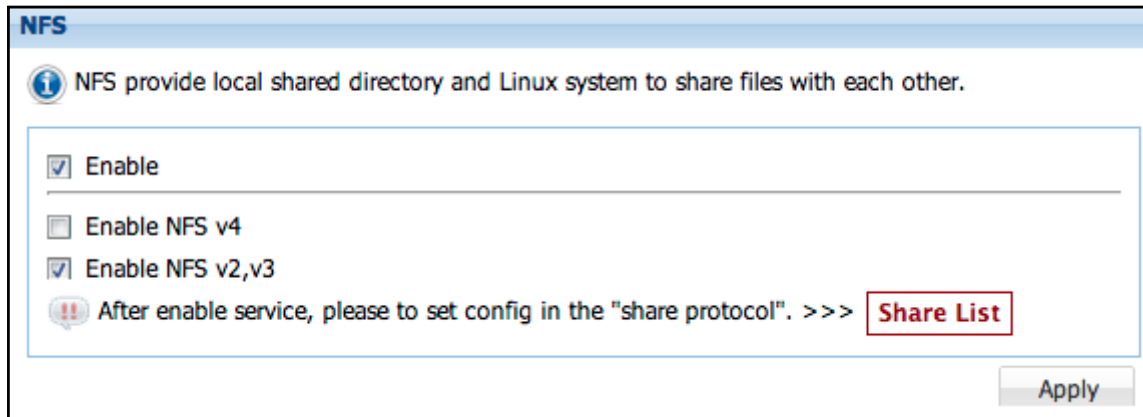 NFS
NFS provide local shared directory and Linux system to share files with each other.
Enable
Enable NFS v4
Enable NFS v2,v3
!! After enable service, please to set config in the "share protocol". >>> Share List
Apply